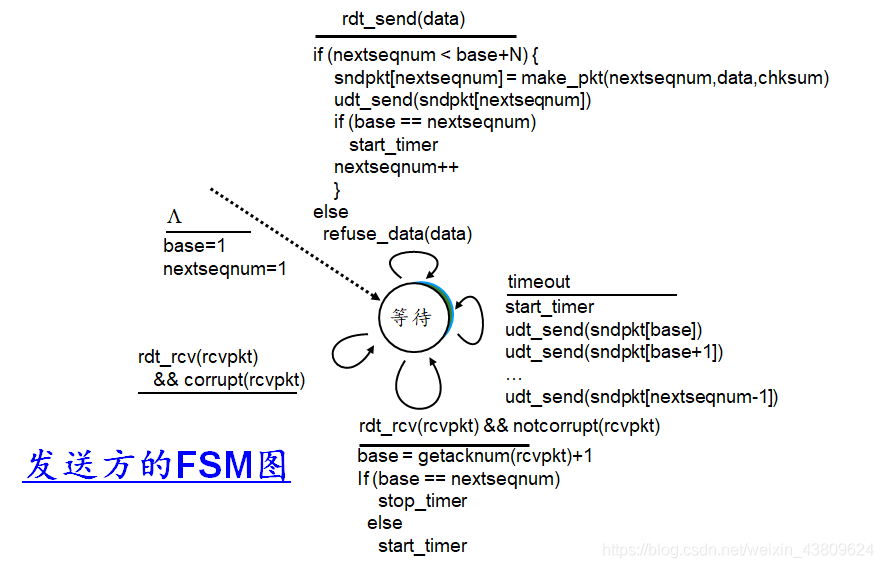 rdt_send(data)
if (nextseqnum < base+N) {
sndpkt[nextseqnum] = make_pkt(nextseqnum,data,chksum)
udt_send(sndpkt[nextseqnum])
if (base == nextseqnum)
start_timer
nextseqnum++
}
else
refuse_data(data)
Λ
base=1
nextseqnum=1
等待
timeout
start_timer
udt_send(sndpkt[base])
udt_send(sndpkt[base+1])
…
udt_send(sndpkt[nextseqnum-1])
rdt_rcv(rcvpkt)
&& corrupt(rcvpkt)
rdt_rcv(rcvpkt) && notcorrupt(rcvpkt)
base = getacknum(rcvpkt)+1
If (base == nextseqnum)
stop_timer
else
start_timer
发送方的FSM图
https://blog.csdn.net/weixin_43809624